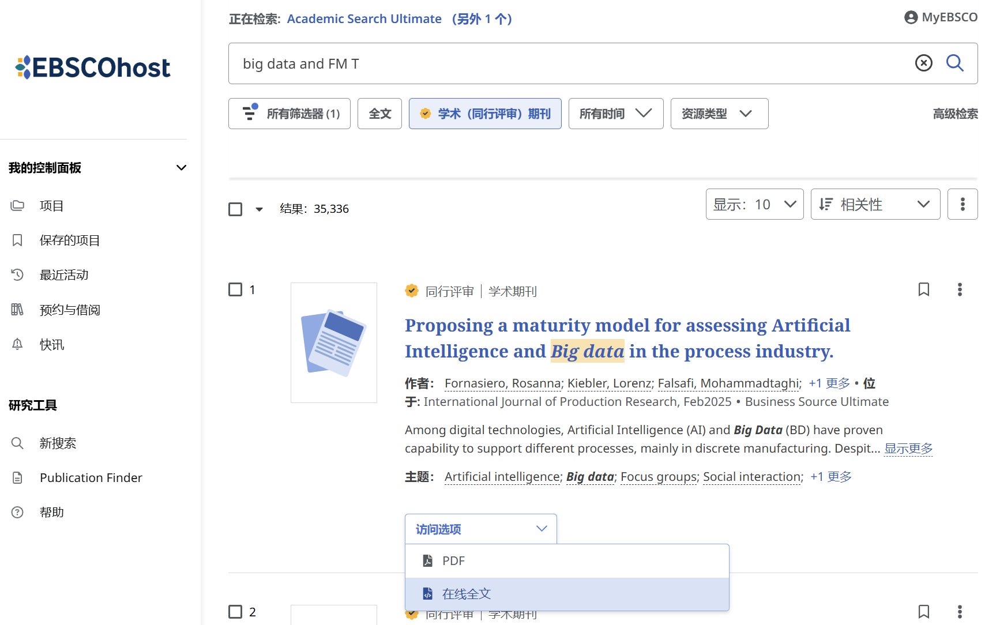 正在检索: Academic Search Ultimate （另外 1 个）
MyEBSCO
EBSCOhost
big data and FM T
所有筛选器 (1)
全文
学术（同行评审）期刊
所有时间
资源类型
高级检索
我的控制面板
项目
保存的项目
最近活动
预约与借阅
快讯
研究工具
新搜索
Publication Finder
帮助
结果: 35,336
显示: 10
相关性
1
同行评审 | 学术期刊
Proposing a maturity model for assessing Artificial
Intelligence and Big data in the process industry.
作者: Fornasiero, Rosanna; Kiebler, Lorenz; Falsafi, Mohammadtaghi; +1 更多 • 位
于: International Journal of Production Research, Feb2025 • Business Source Ultimate
Among digital technologies, Artificial Intelligence (AI) and Big Data (BD) have proven
capability to support different processes, mainly in discrete manufacturing. Despit... 显示更多
主题: Artificial intelligence; Big data; Focus groups; Social interaction; +1 更多
访问选项
PDF
在线全文
2
同行评审 | 学术期刊